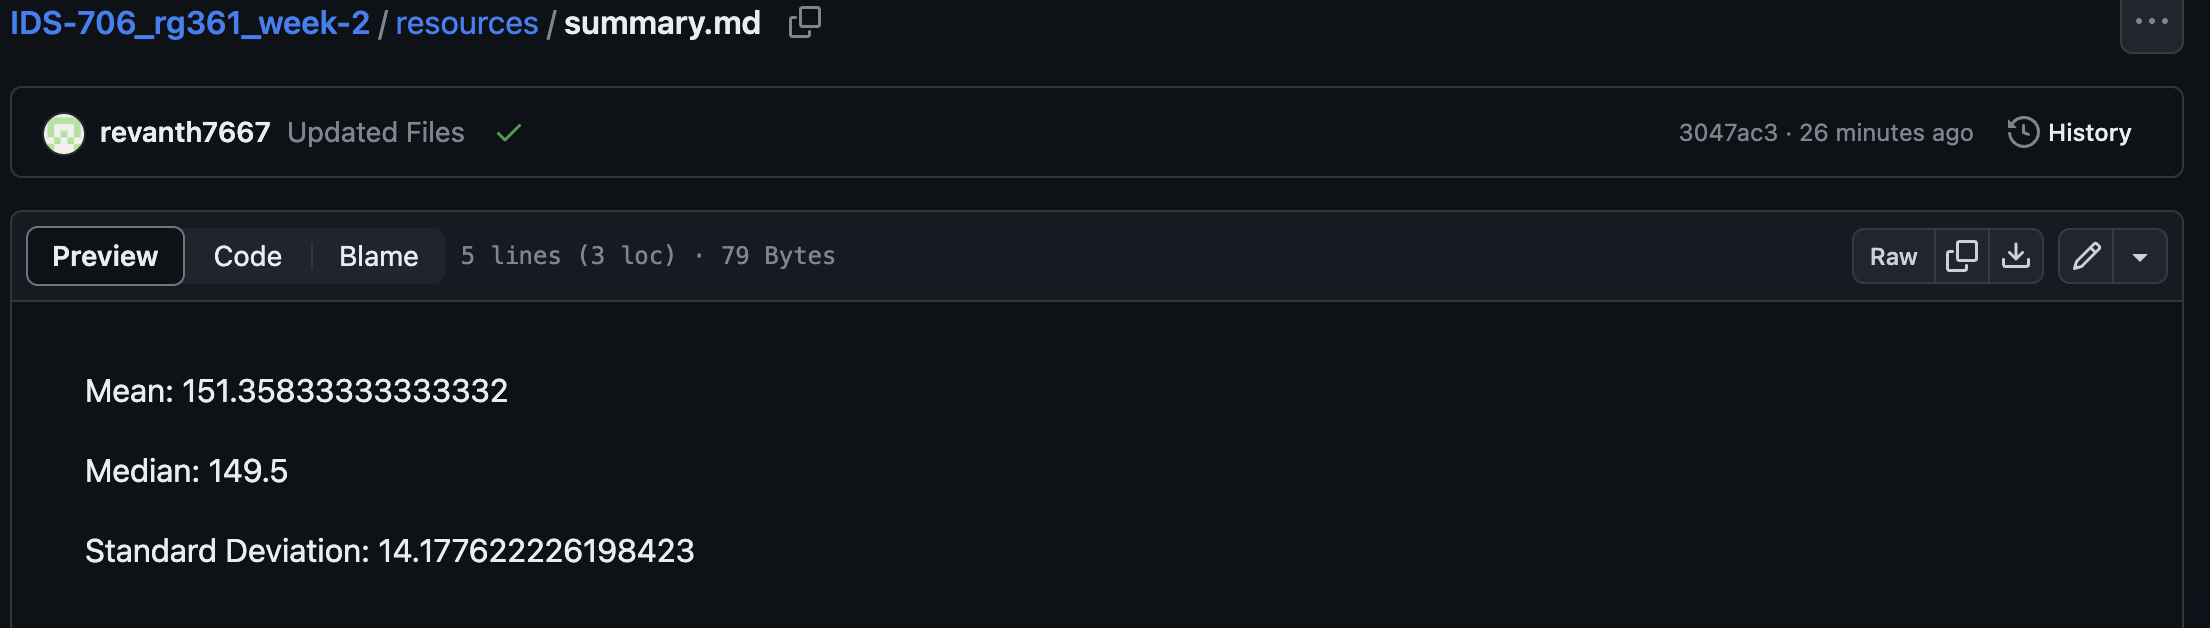 IDS-706_rg361_week-2 / resources / summary.md
revanth7667 Updated Files 3047ac3 · 26 minutes ago History
Preview Code Blame 5 lines (3 loc) · 79 Bytes Raw
Mean: 151.35833333333332
Median: 149.5
Standard Deviation: 14.177622226198423